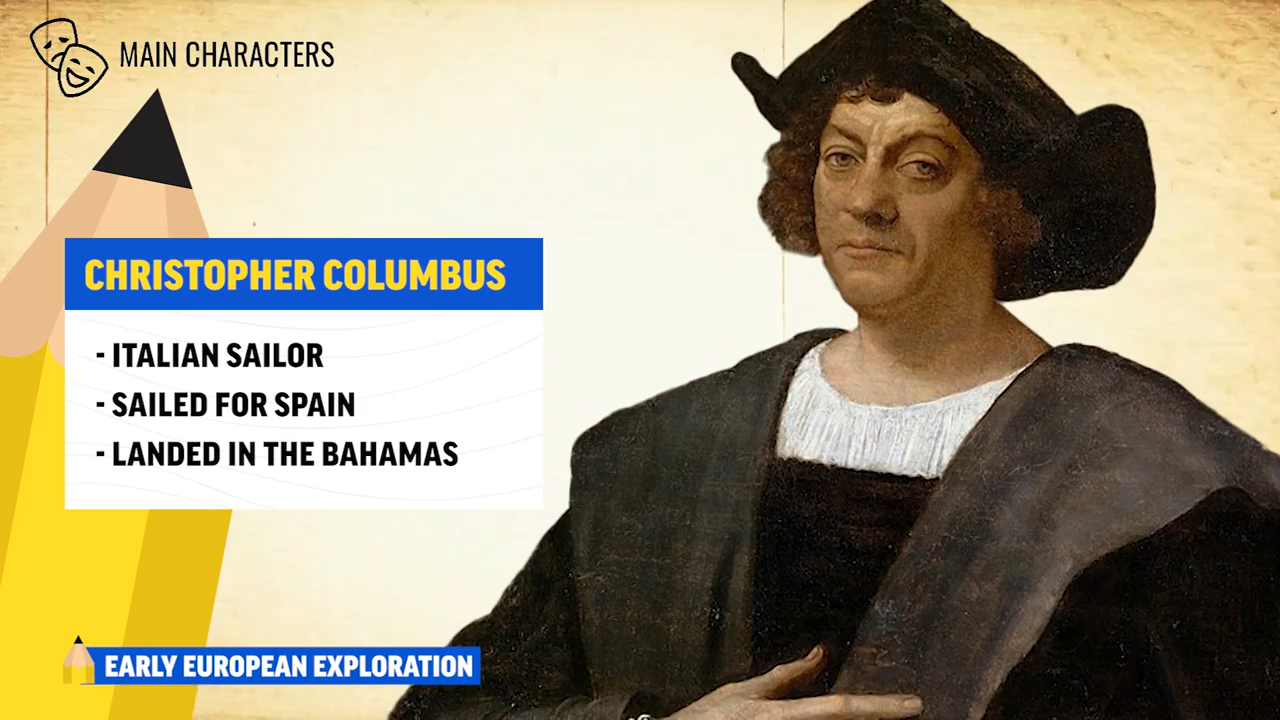 MAIN CHARACTERS
CHRISTOPHER COLUMBUS
- ITALIAN SAILOR
- SAILED FOR SPAIN
- LANDED IN THE BAHAMAS
EARLY EUROPEAN EXPLORATION